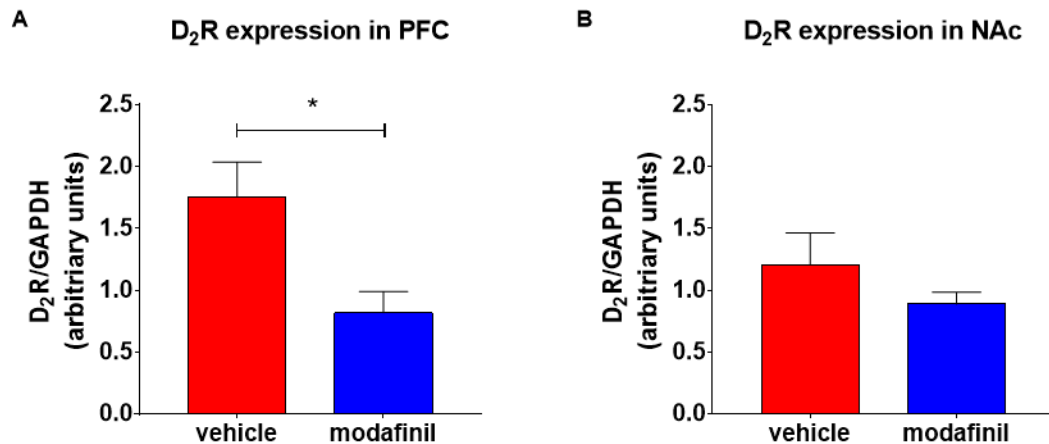 A
D₂R expression in PFC
D₂R/GAPDH
(arbitriary units)
2.5
2.0
1.5
1.0
0.5
0.0
*
vehicle
modafinil
B
D₂R expression in NAc
D₂R/GAPDH
(arbitriary units)
2.5
2.0
1.5
1.0
0.5
0.0
vehicle
modafinil